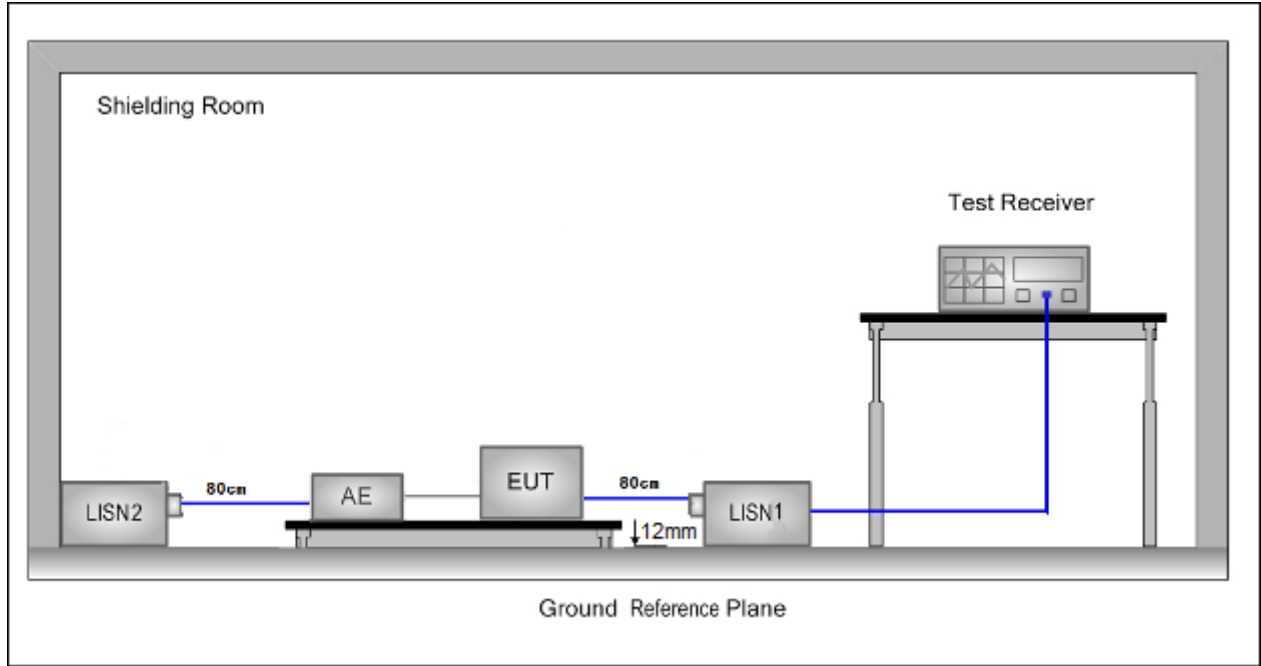 Shielding Room
Test Receiver
80cm
AE
EUT
80cm
LISN2
LISN1
12mm
Ground Reference Plane